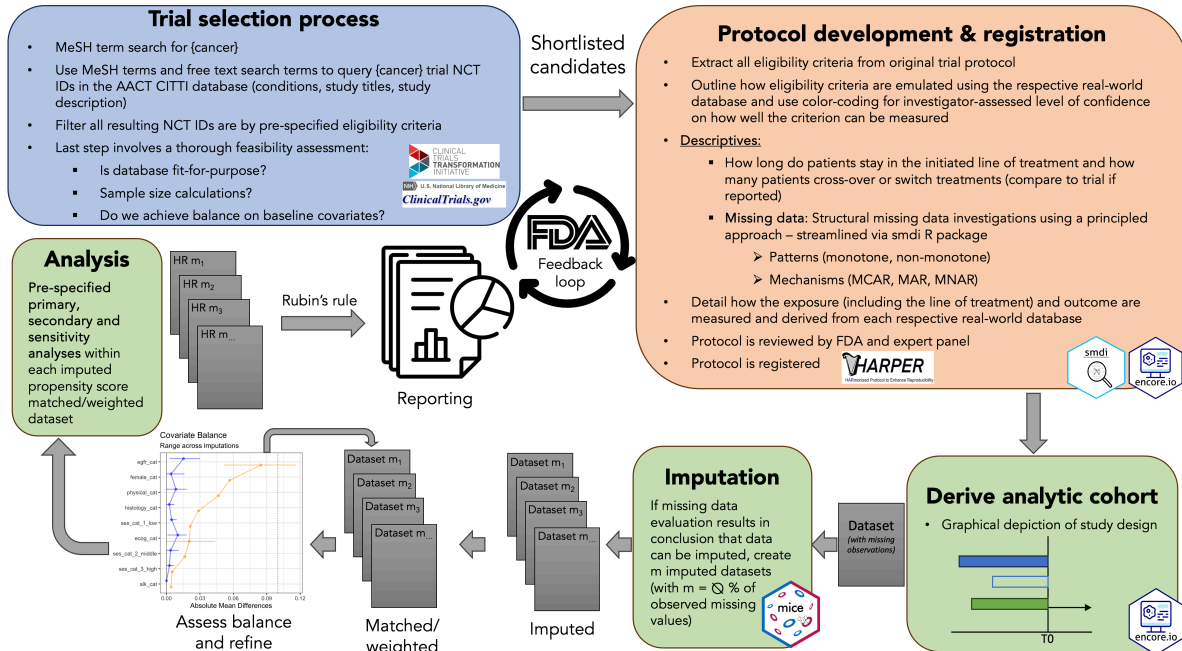 Trial selection process
• MeSH term search for {cancer}
• Use MeSH terms and free text search terms to query {cancer} trial NCT
IDs in the AACT CITTI database (conditions, study titles, study
description)
• Filter all resulting NCT IDs are by pre-specified eligibility criteria
• Last step involves a thorough feasibility assessment:
▪ Is database fit-for-purpose?
▪ Sample size calculations?
▪ Do we achieve balance on baseline covariates?
CLINICAL
TRIALS
TRANSFORMATION
INITIATIVE
NIH U.S. National Library of Medicine
ClinicalTrials.gov
Shortlisted
candidates
Protocol development & registration
• Extract all eligibility criteria from original trial protocol
• Outline how eligibility criteria are emulated using the respective real-world
database and use color-coding for investigator-assessed level of confidence
on how well the criterion can be measured
• Descriptives:
▪ How long do patients stay in the initiated line of treatment and how
many patients cross-over or switch treatments (compare to trial if
reported)
▪ Missing data: Structural missing data investigations using a principled
approach – streamlined via smdi R package
➢ Patterns (monotone, non-monotone)
➢ Mechanisms (MCAR, MAR, MNAR)
• Detail how the exposure (including the line of treatment) and outcome are
measured and derived from each respective real-world database
• Protocol is reviewed by FDA and expert panel
• Protocol is registered
HARPER
HARmonized Protocol to Enhance Reproducibility
smdi
encore.io
FDA
Feedback
loop
Analysis
Pre-specified
primary,
secondary and
sensitivity
analyses within
each imputed
propensity score
matched/weighted
dataset
HR m1
HR m2
HR m3
HR m...
Rubin's rule
Reporting
Covariate Balance
Range across imputations
egfr_cat
female_cat
physical_cat
histology_cat
ses_cat_1_low
ecog_cat
ses_cat_2_middle
ses_cat_3_high
alk_cat
0.00 0.03 0.06 0.09 0.12
Absolute Mean Differences
Assess balance
and refine
Dataset m1
Dataset m2
Dataset m3
Dataset m...
Matched/
weighted
Dataset m1
Dataset m2
Dataset m3
Dataset m...
Imputed
Imputation
If missing data
evaluation results in
conclusion that data
can be imputed, create
m imputed datasets
(with m = ∅ % of
observed missing
values)
mice
Dataset
(with missing
observations)
Derive analytic cohort
• Graphical depiction of study design
T0
encore.io